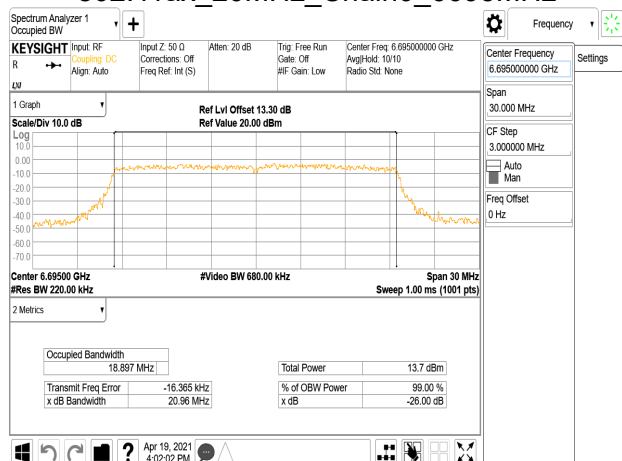 Spectrum Analyzer 1
Occupied BW
Frequency
KEYSIGHT
R
Input: RF
Coupling: DC
Align: Auto
Input Z: 50 Ω
Corrections: Off
Freq Ref: Int (S)
Atten: 20 dB
Trig: Free Run
Gate: Off
#IF Gain: Low
Center Freq: 6.695000000 GHz
Avg|Hold: 10/10
Radio Std: None
Center Frequency
6.695000000 GHz
Settings
Span
30.000 MHz
CF Step
3.000000 MHz
Auto
Man
Freq Offset
0 Hz
1 Graph
Ref Lvl Offset 13.30 dB
Scale/Div 10.0 dB
Ref Value 20.00 dBm
Log
10.0
0.00
-10.0
-20.0
-30.0
-40.0
-50.0
-60.0
-70.0
Center 6.69500 GHz
#Video BW 680.00 kHz
Span 30 MHz
#Res BW 220.00 kHz
Sweep 1.00 ms (1001 pts)
2 Metrics
Occupied Bandwidth
18.897 MHz
Total Power 13.7 dBm
Transmit Freq Error -16.365 kHz
% of OBW Power 99.00 %
x dB Bandwidth 20.96 MHz
x dB -26.00 dB
?
Apr 19, 2021
4:02:02 PM